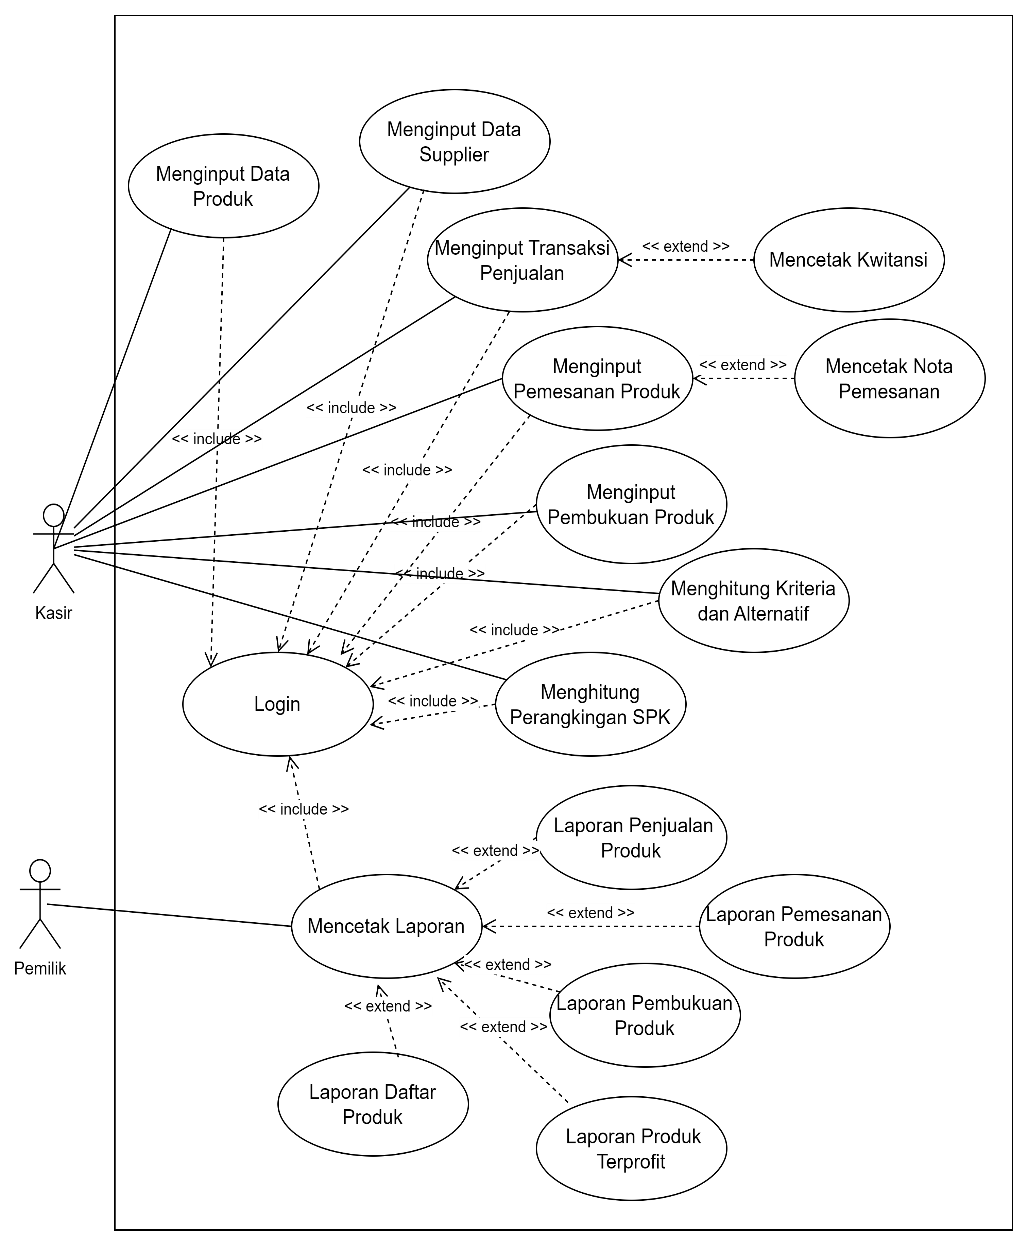 Menginput Data
Supplier
Menginput Data
Produk
Menginput Transaksi
Penjualan
<< extend >>
Mencetak Kwitansi
Menginput
Pemesanan Produk
<< extend >>
Mencetak Nota
Pemesanan
<< include >>
<< include >>
<< include >>
Menginput
Pembukuan Produk
<< include >>
<< include >>
Kasir
Menghitung Kriteria
dan Alternatif
<< include >>
Login
<< include >>
Menghitung
Perangkingan SPK
<< include >>
Laporan Penjualan
Produk
<< extend >>
Pemilik
Mencetak Laporan
<< extend >>
Laporan Pemesanan
Produk
<< extend >>
Laporan Pembukuan
Produk
<< extend >>
<< extend >>
Laporan Daftar
Produk
Laporan Produk
Terprofit